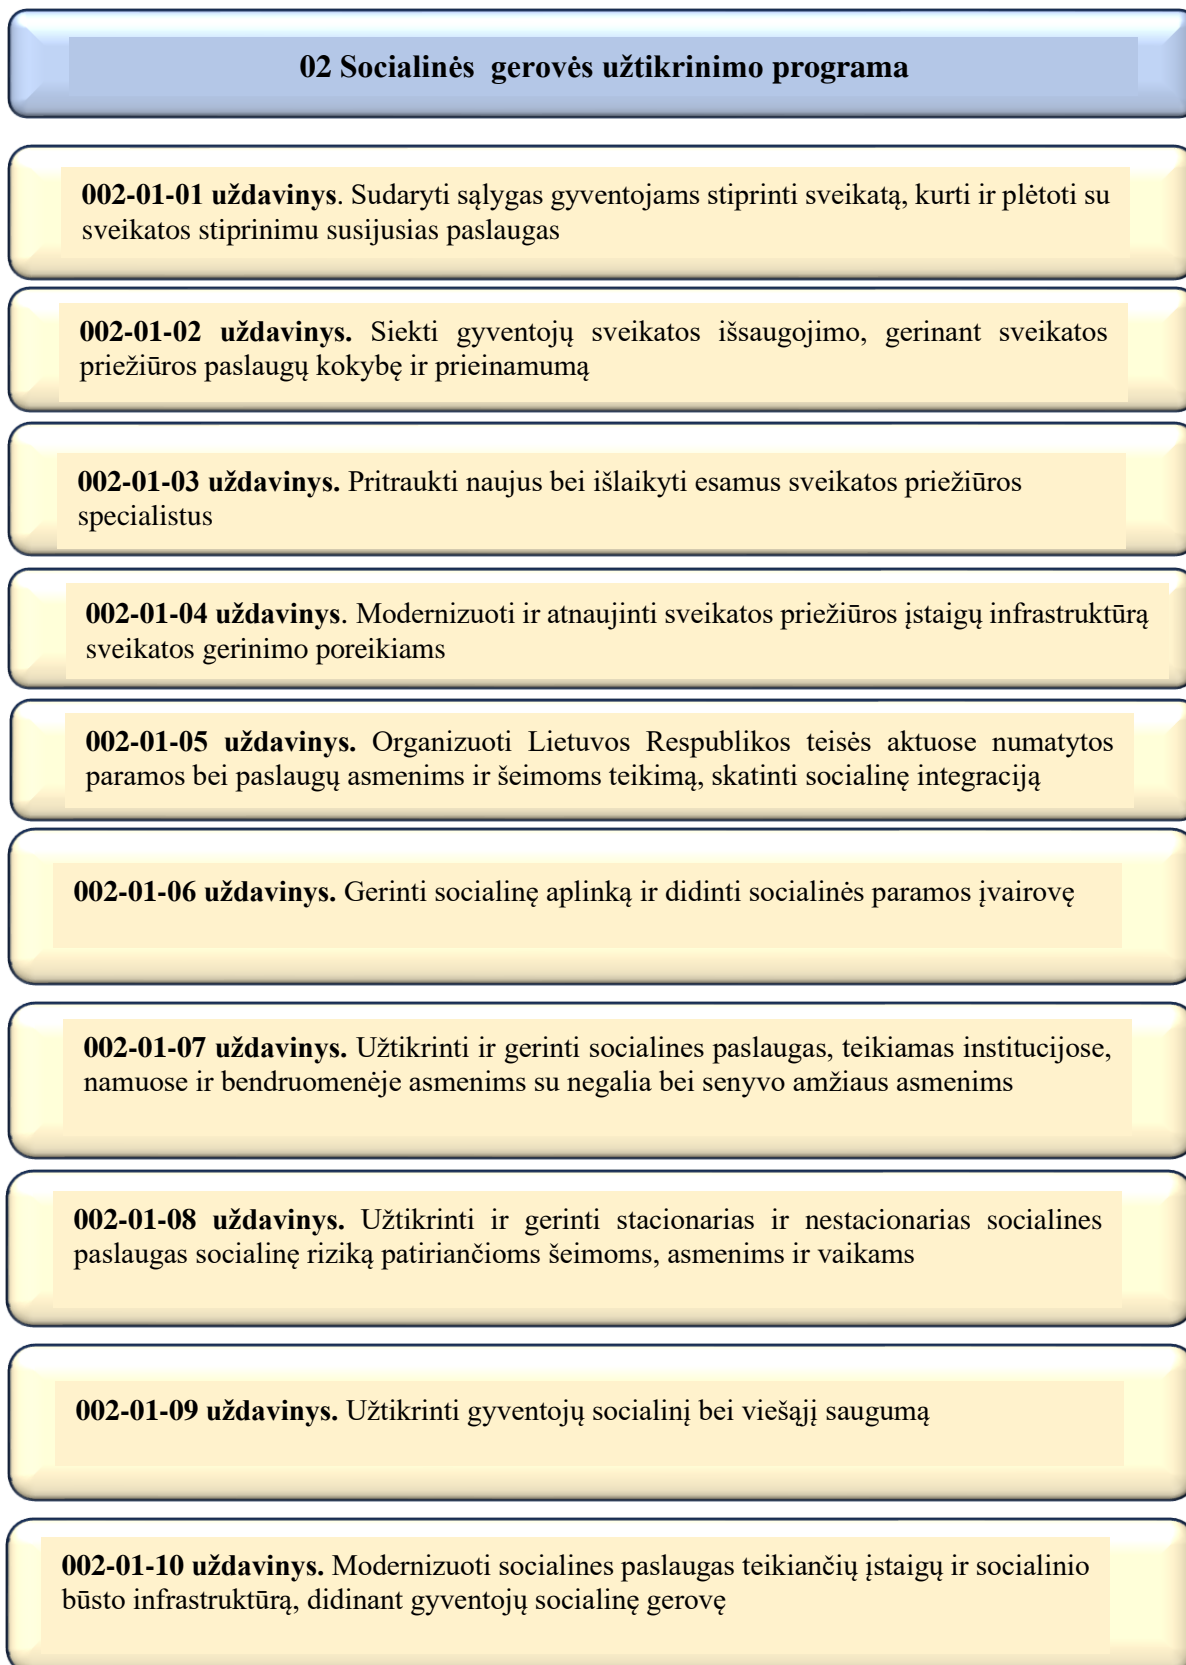 02 Socialinės gerovės užtikrinimo programa
002-01-01 uždavinys. Sudaryti sąlygas gyventojams stiprinti sveikatą, kurti ir plėtoti su
sveikatos stiprinimu susijusias paslaugas
002-01-02 uždavinys. Siekti gyventojų sveikatos išsaugojimo, gerinant sveikatos
priežiūros paslaugų kokybę ir prieinamumą
002-01-03 uždavinys. Pritraukti naujus bei išlaikyti esamus sveikatos priežiūros
specialistus
002-01-04 uždavinys. Modernizuoti ir atnaujinti sveikatos priežiūros įstaigų infrastruktūrą
sveikatos gerinimo poreikiams
002-01-05 uždavinys. Organizuoti Lietuvos Respublikos teisės aktuose numatytos
paramos bei paslaugų asmenims ir šeimoms teikimą, skatinti socialinę integraciją
002-01-06 uždavinys. Gerinti socialinę aplinką ir didinti socialinės paramos įvairovę
002-01-07 uždavinys. Užtikrinti ir gerinti socialines paslaugas, teikiamas institucijose,
namuose ir bendruomenėje asmenims su negalia bei senyvo amžiaus asmenims
002-01-08 uždavinys. Užtikrinti ir gerinti stacionarias ir nestacionarias socialines
paslaugas socialinę riziką patiriančioms šeimoms, asmenims ir vaikams
002-01-09 uždavinys. Užtikrinti gyventojų socialinį bei viešąjį saugumą
002-01-10 uždavinys. Modernizuoti socialines paslaugas teikiančių įstaigų ir socialinio
būsto infrastruktūrą, didinant gyventojų socialinę gerovę